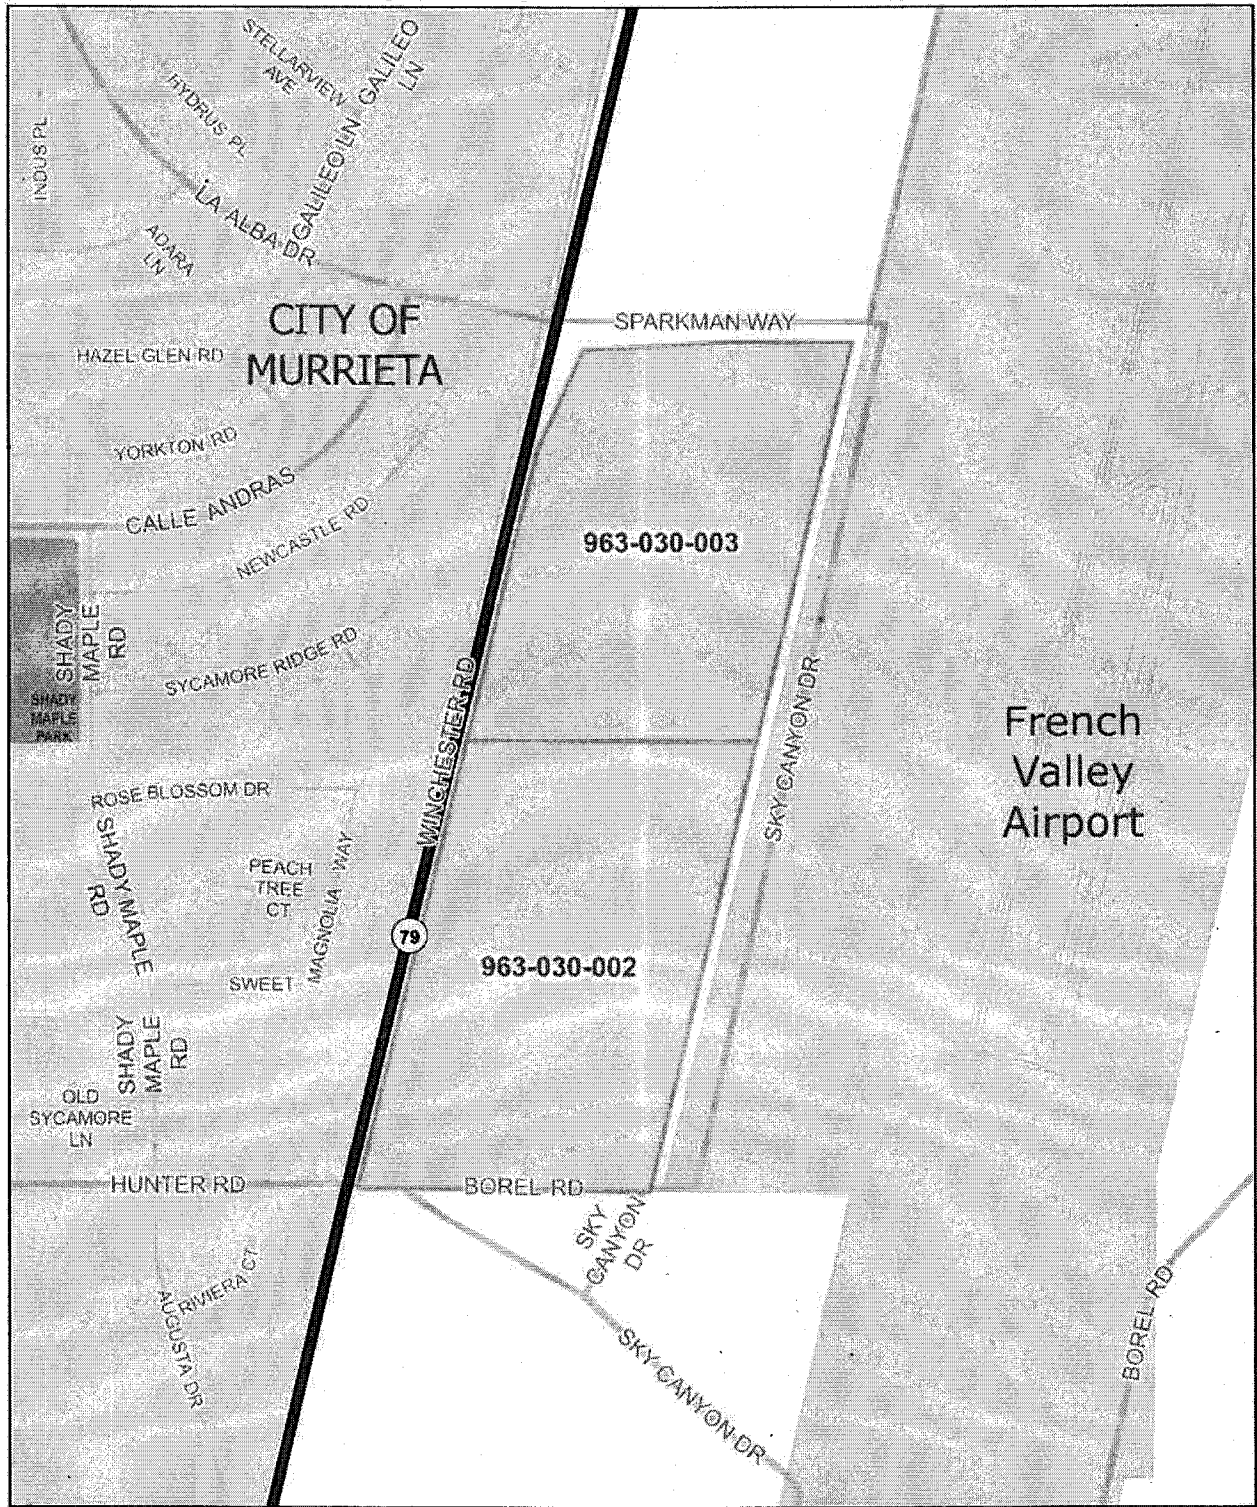 STELLARVIEW
AVE
GALILEO
LN
HYDRUS PL
INDUS PL
GALILEO LN
LA ALBA DR
ADARA
LN
CITY OF
MURRIETA
SPARKMAN WAY
HAZEL GLEN RD
YORKTON RD
CALLE ANDRAS
NEWCASTLE RD
963-030-003
SHADY
MAPLE
RD
SYCAMORE RIDGE RD
SHADY
MAPLE
PARK
WINCHESTER RD
SKY CANYON DR
French
Valley
Airport
ROSE BLOSSOM DR
SHADY MAPLE
RD
PEACH
TREE
CT
MAGNOLIA WAY
79
963-030-002
SWEET
SHADY
MAPLE
RD
OLD
SYCAMORE
LN
HUNTER RD
BOREL RD
SKY
CANYON
DR
RIVIERA CT
AUGUSTA DR
SKY CANYON DR
BOREL RD